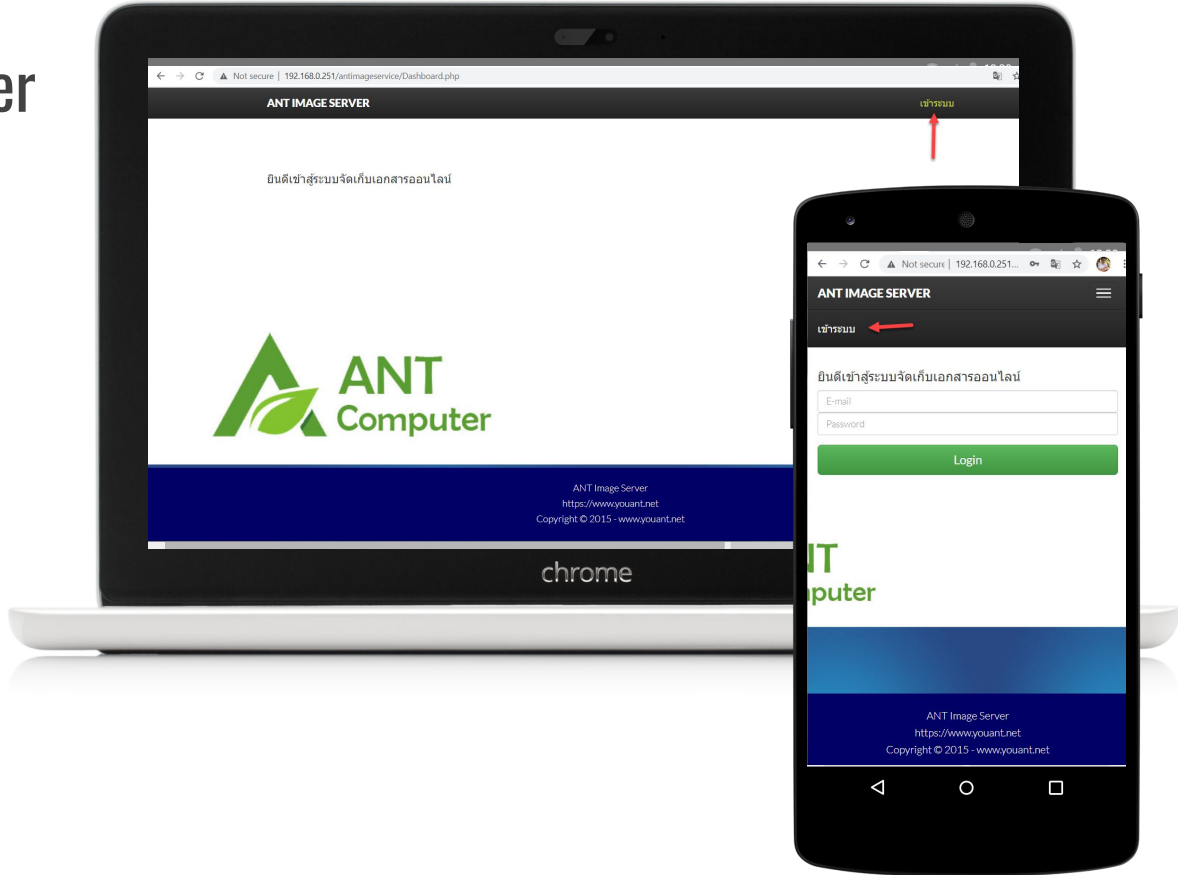 er
Not secure | 192.168.0.251/antimageservice/Dashboard.php
ANT IMAGE SERVER
เข้าระบบ
ยินดีเข้าสู่ระบบจัดเก็บเอกสารออนไลน์
ANT
Computer
ANT Image Server
https://www.youant.net
Copyright © 2015 - www.youant.net
chrome
Not secure | 192.168.0.251...
ANT IMAGE SERVER
เข้าระบบ
ยินดีเข้าสู่ระบบจัดเก็บเอกสารออนไลน์
E-mail
Password
Login
NT
mputer
ANT Image Server
https://www.youant.net
Copyright © 2015 - www.youant.net